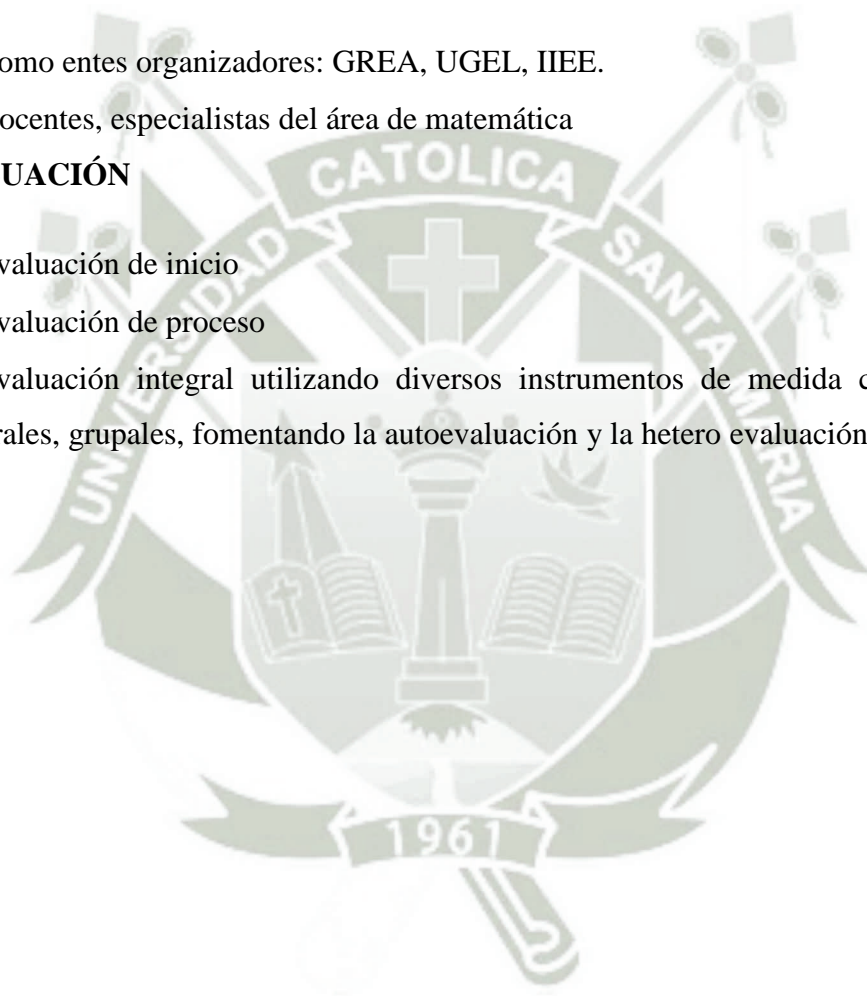 omo entes organizadores: GREA, UGEL, IIEE.
ocentes, especialistas del área de matemática
UACIÓN
valuación de inicio
valuación de proceso
valuación integral utilizando diversos instrumentos de medida
rales, grupales, fomentando la autoevaluación y la hetero evaluación
UNIVERSIDAD CATOLICA SANTA MARIA
1961